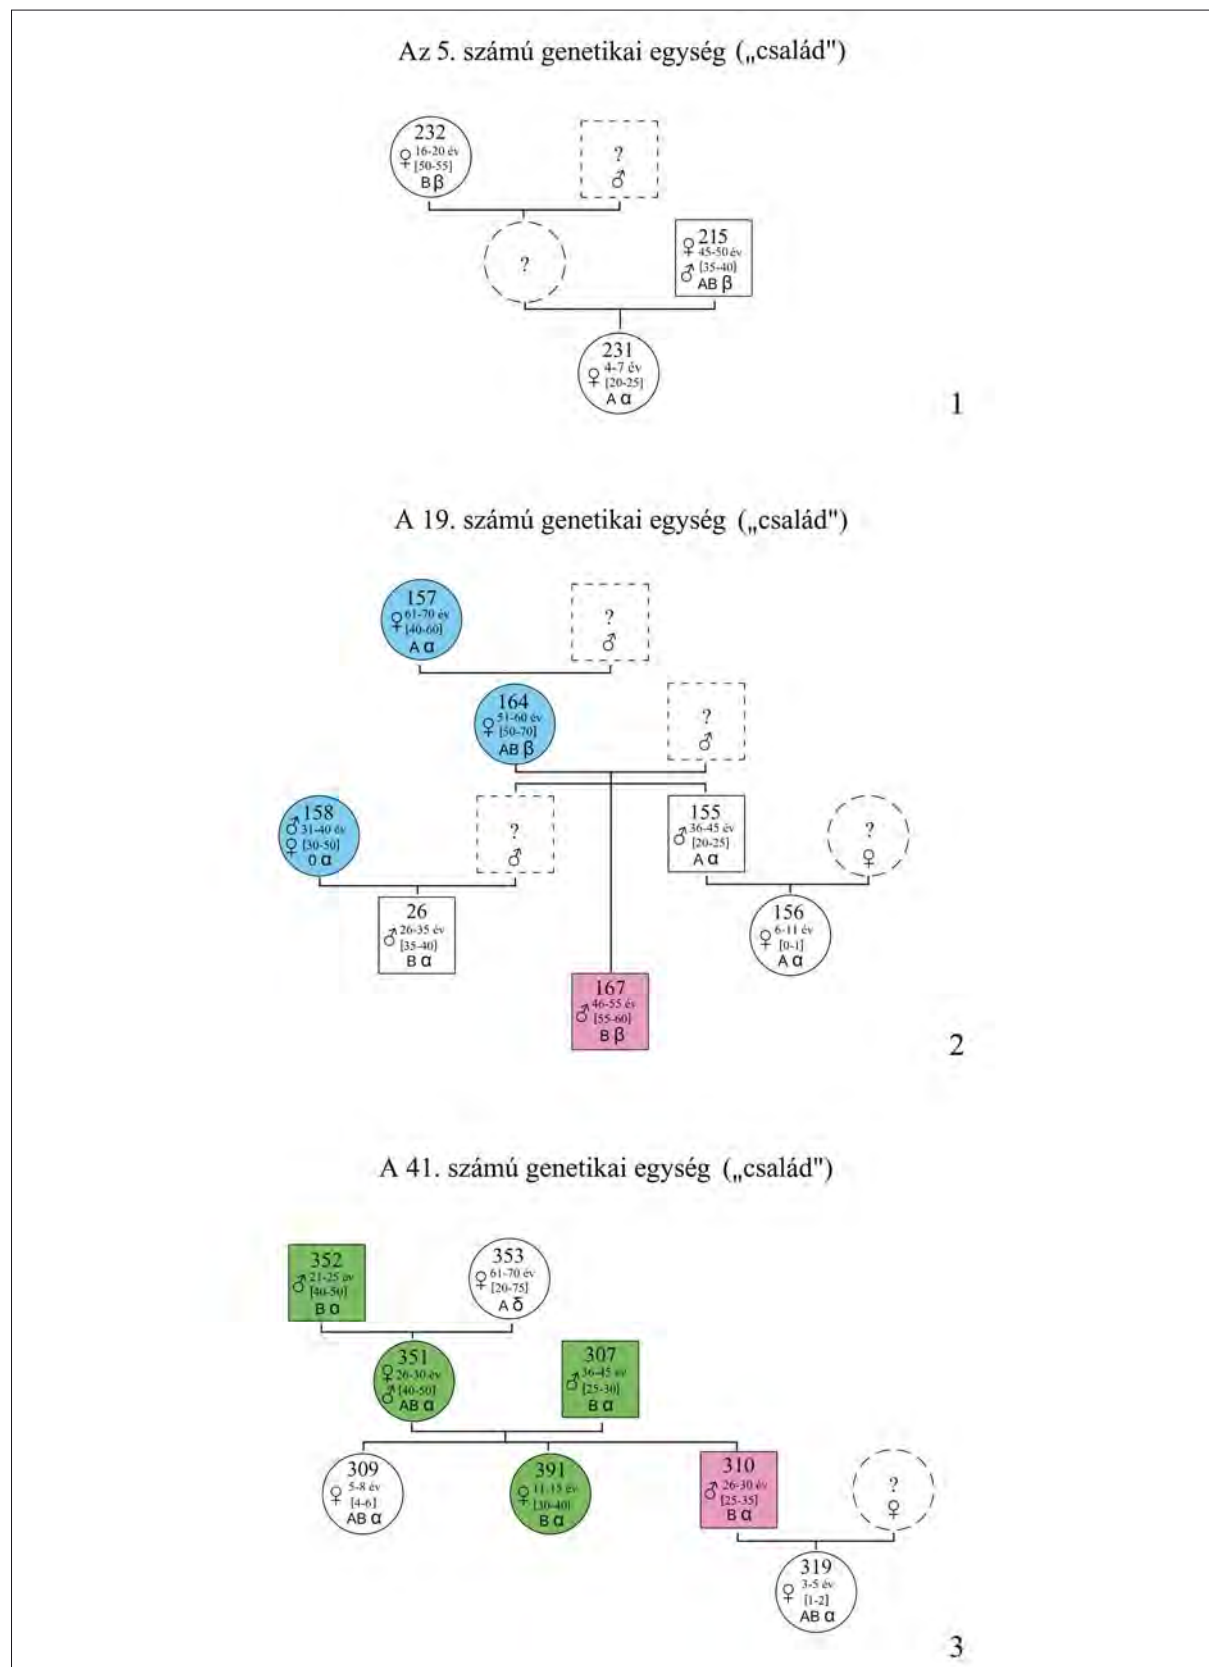 Az 5. számú genetikai egység („család")
232
♀ 16-20 év
[50-55]
B β
?
♂
?
♀ 215
45-50 év
♂ [35-40]
AB β
231
♀ 4-7 év
[20-25]
A α
1
A 19. számú genetikai egység („család")
157
♀ 61-70 év
[40-60]
A α
?
♂
164
♀ 51-60 év
[50-70]
AB β
?
♂
158
♂ 31-40 év
♀ [30-50]
0 α
?
♂
155
♂ 36-45 év
[20-25]
A α
?
♀
26
♂ 26-35 év
[35-40]
B α
156
♀ 6-11 év
[0-1]
A α
167
♂ 46-55 év
[55-60]
B β
2
A 41. számú genetikai egység („család")
352
♂ 21-25 év
[40-50]
B α
353
♀ 61-70 év
[20-75]
A δ
351
♀ 26-30 év
♂ [40-50]
AB α
307
♂ 36-45 év
[25-30]
B α
309
♀ 5-8 év
[4-6]
AB α
391
♀ 11-15 év
[30-40]
B α
310
♂ 26-30 év
[25-35]
B α
?
♀
319
♀ 3-5 év
[1-2]
AB α
3